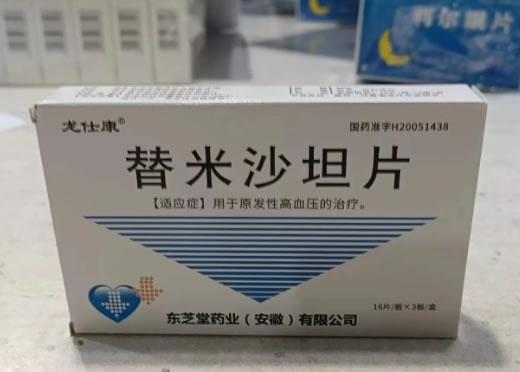 龙仕康®
国药准字H20051438
替米沙坦片
【适应症】用于原发性高血压的治疗。
16片/板×3板/盒
东芝堂药业（安徽）有限公司